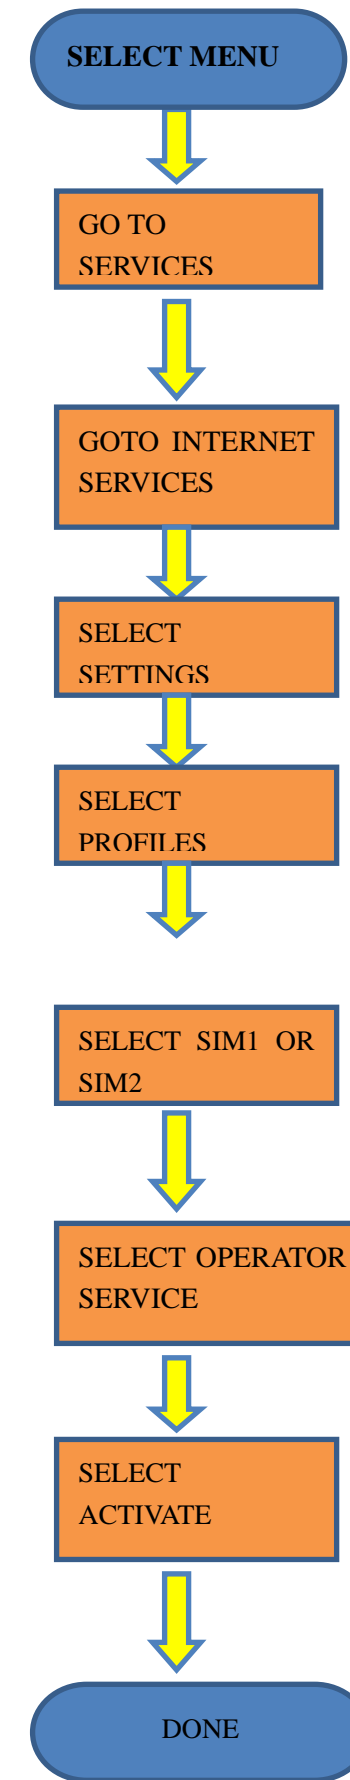 SELECT MENU
GO TO
SERVICES
GOTO INTERNET
SERVICES
SELECT
SETTINGS
SELECT
PROFILES
SELECT SIM1 OR
SIM2
SELECT OPERATOR
SERVICE
SELECT
ACTIVATE
DONE